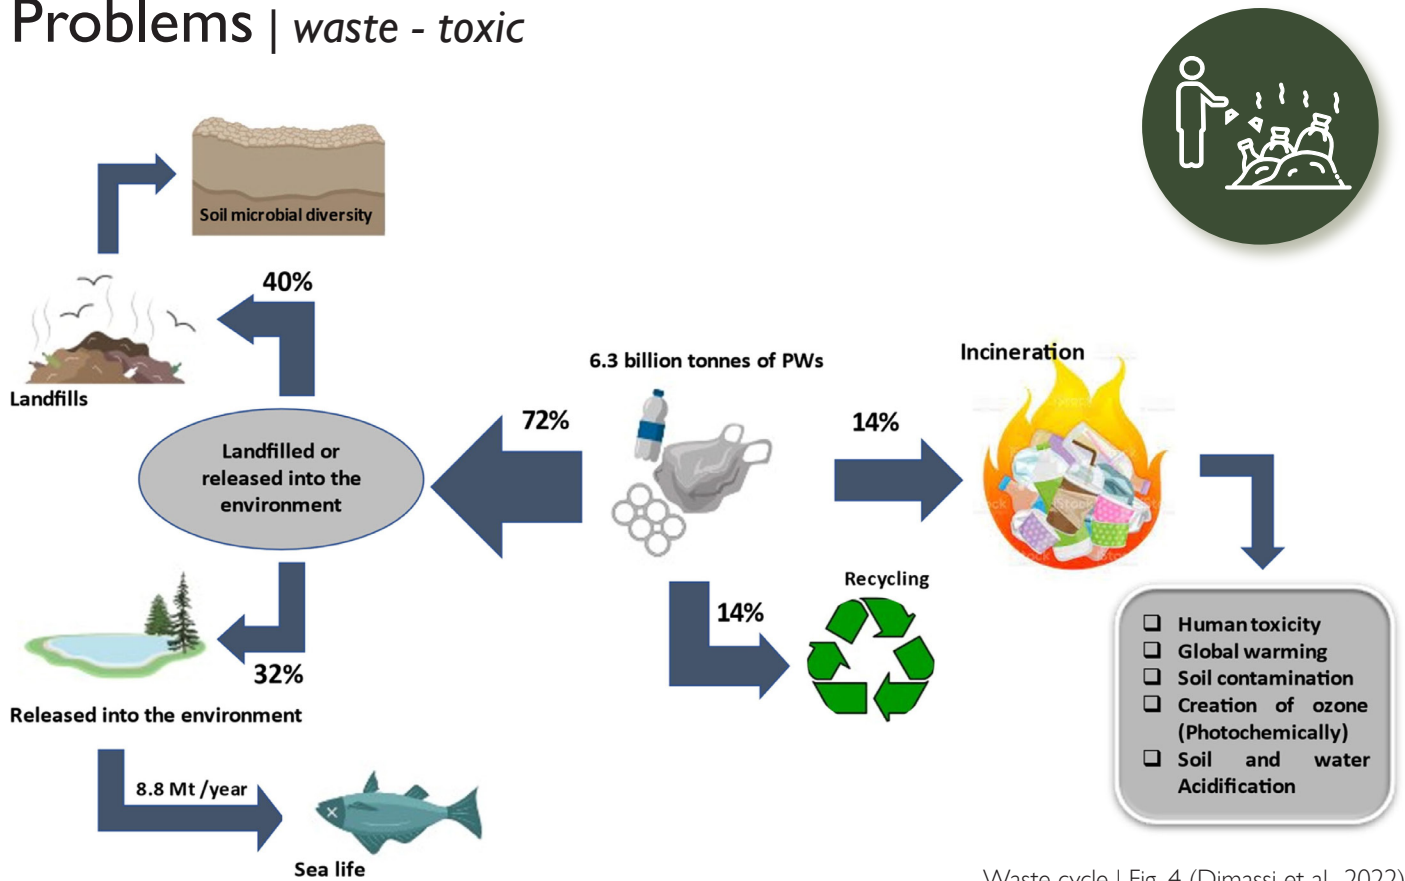 Problems | waste - toxic
Soil microbial diversity
40%
Landfills
6.3 billion tonnes of PWs
Incineration
72%
14%
Landfilled or
released into the
environment
Recycling
14%
32%
Released into the environment
8.8 Mt /year
Sea life
Human toxicity
Global warming
Soil contamination
Creation of ozone
(Photochemically)
Soil and water
Acidification
Waste cycle | Fig. 4 (Dimassi et al., 2022)